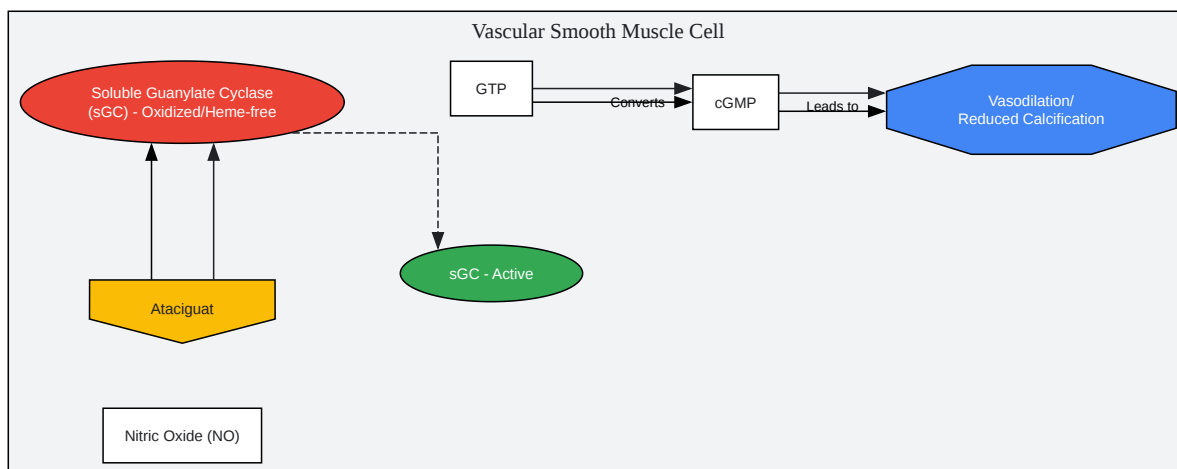 Vascular Smooth Muscle Cell
Soluble Guanylate Cyclase
(sGC) - Oxidized/Heme-free
GTP
Converts
cGMP
Leads to
Vasodilation/
Reduced Calcification
sGC - Active
Ataciguat
Nitric Oxide (NO)